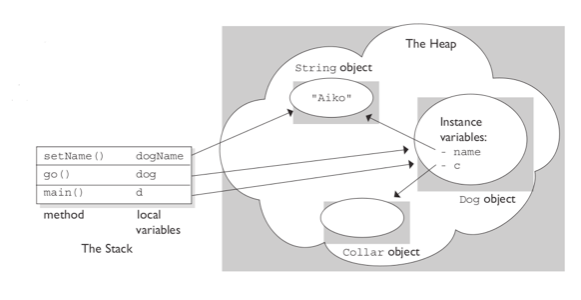 The Heap
String object
"Aiko"
Instance
variables:
- name
- c
Dog object
Collar object
setName() dogName
go() dog
main() d
method local
variables
The Stack